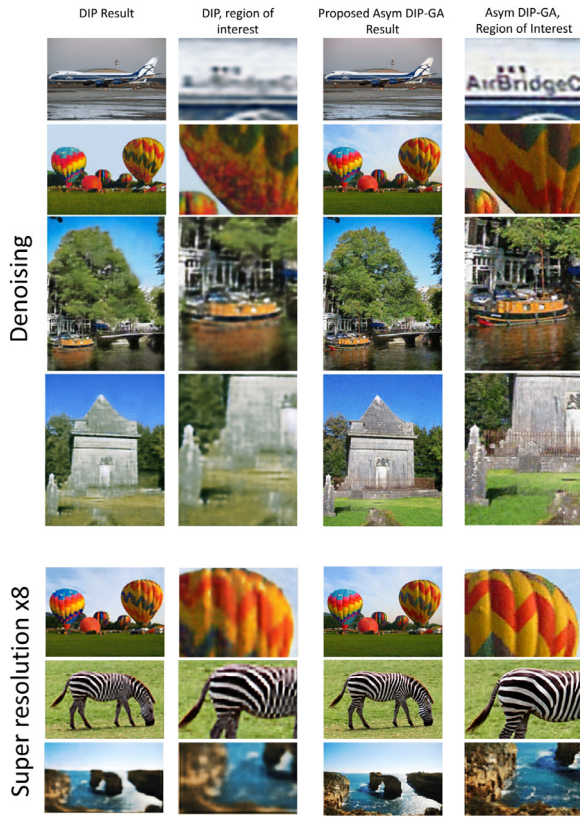 DIP Result
DIP, region of
interest
Proposed Asym DIP-GA
Result
Asym DIP-GA,
Region of Interest
AirBridgeC
Denoising
Super resolution x8